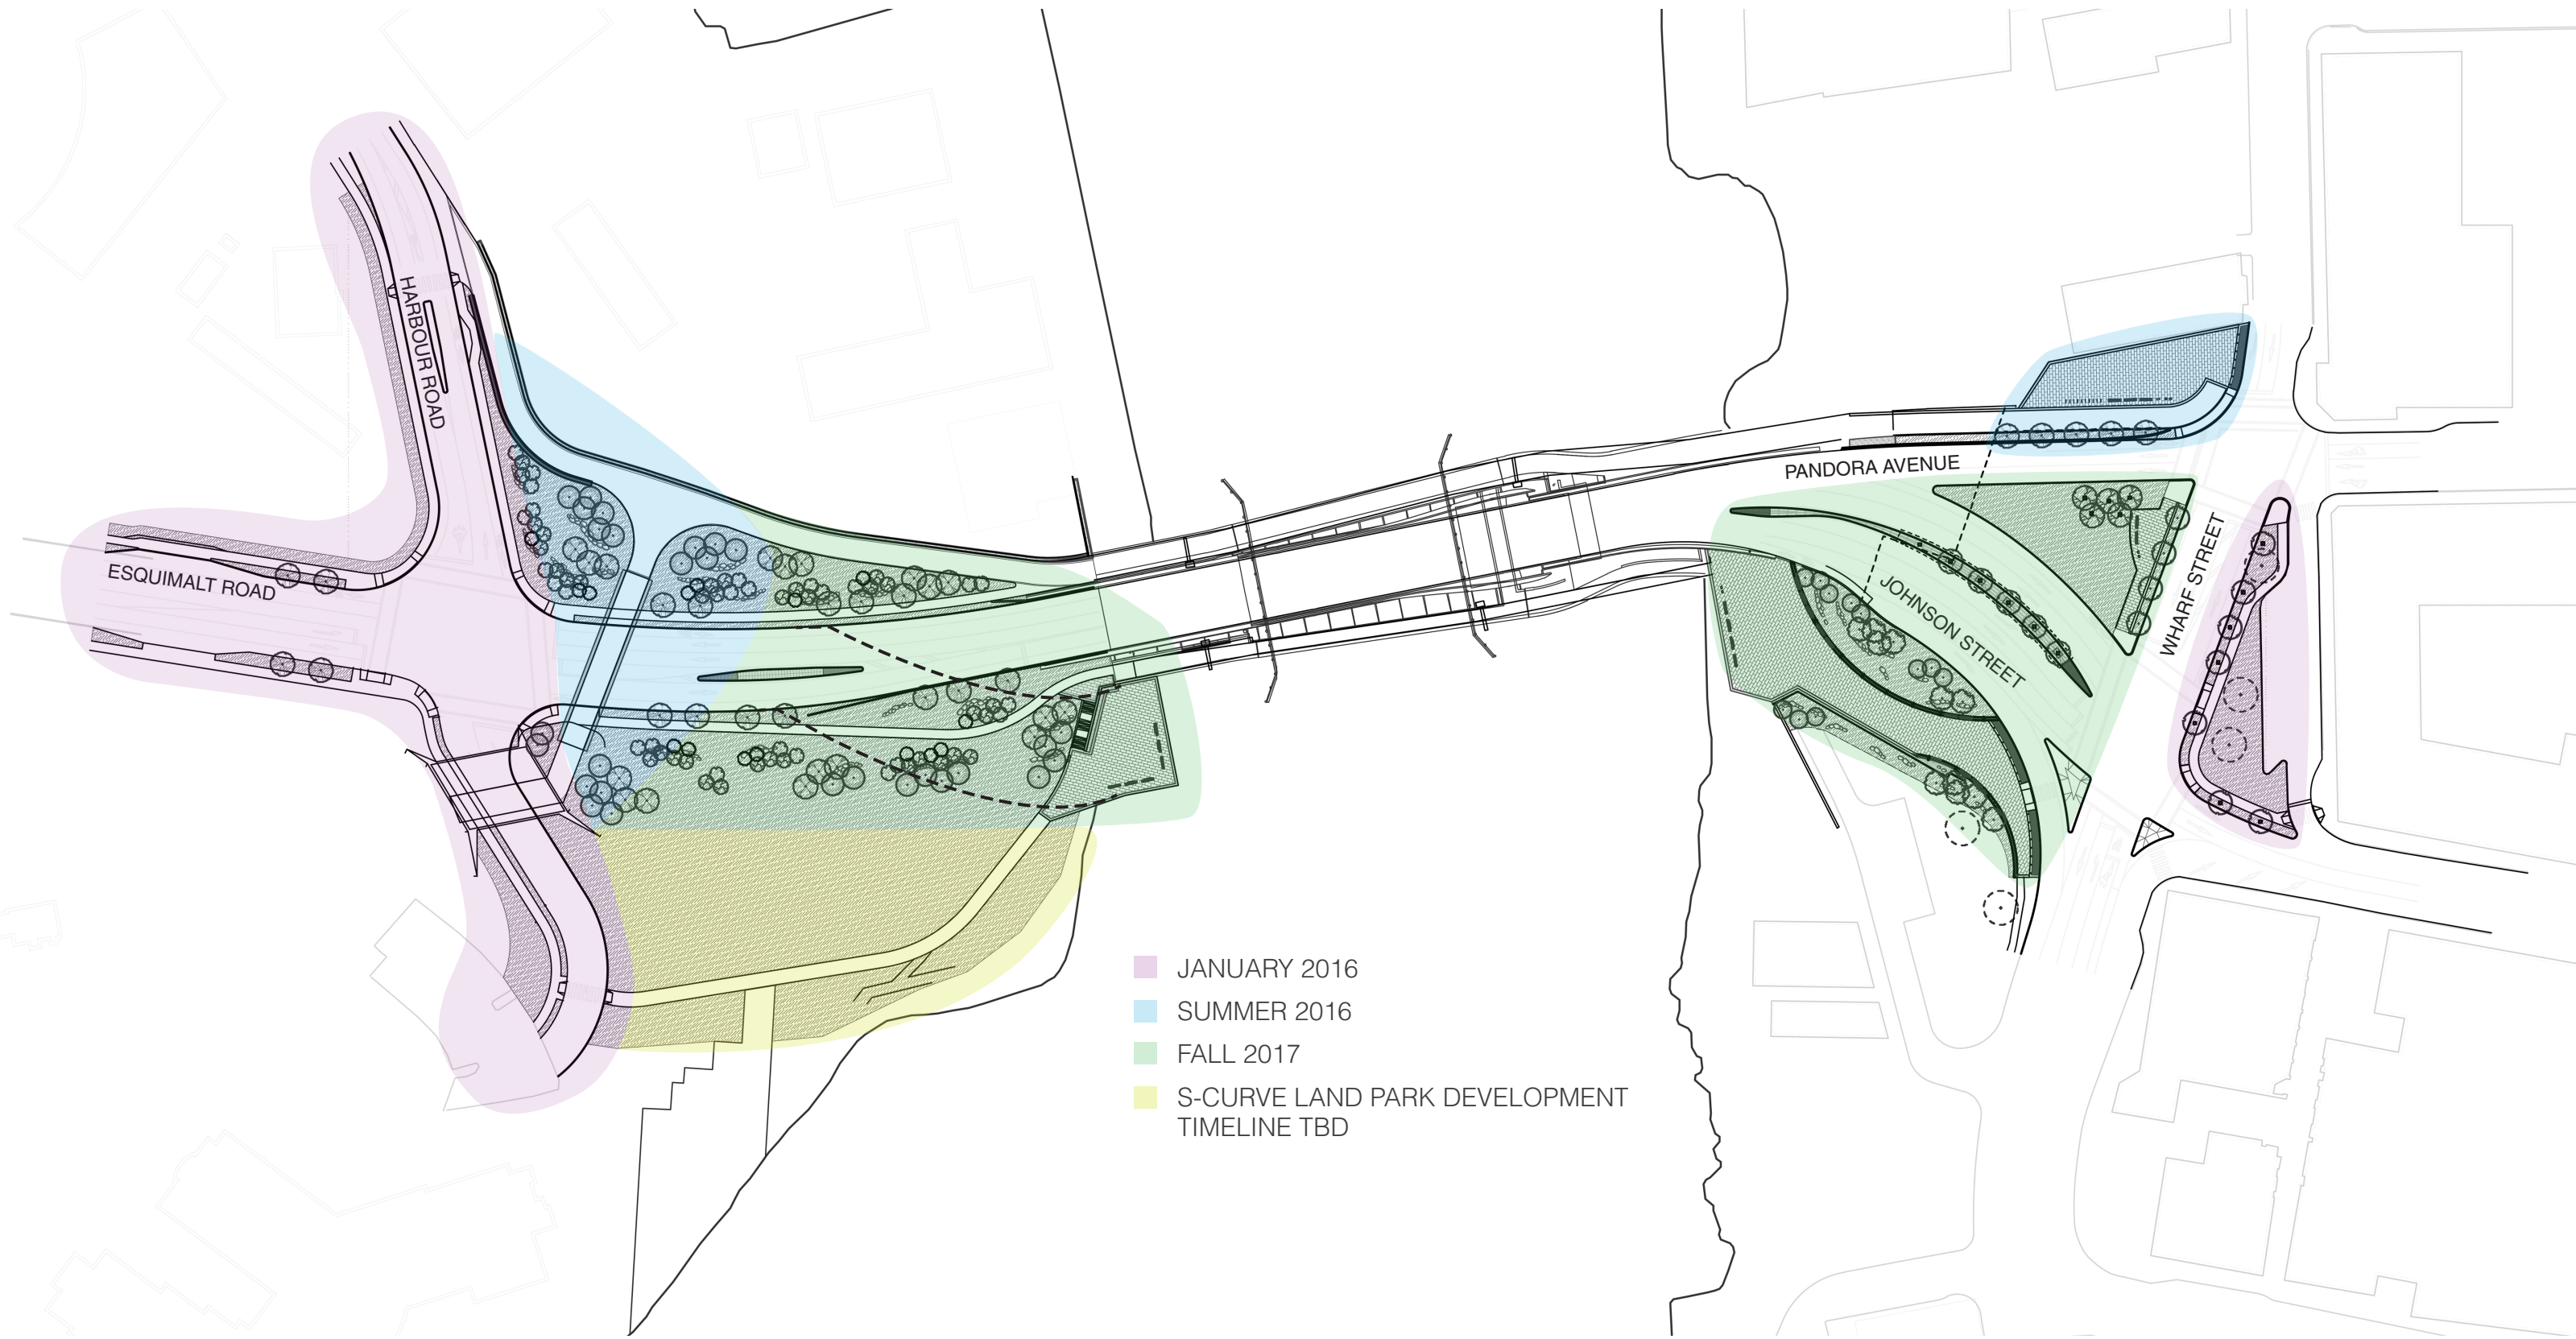 HARBOUR ROAD
ESQUIMALT ROAD
PANDORA AVENUE
JOHNSON STREET
WHARF STREET
JANUARY 2016
SUMMER 2016
FALL 2017
S-CURVE LAND PARK DEVELOPMENT
TIMELINE TBD